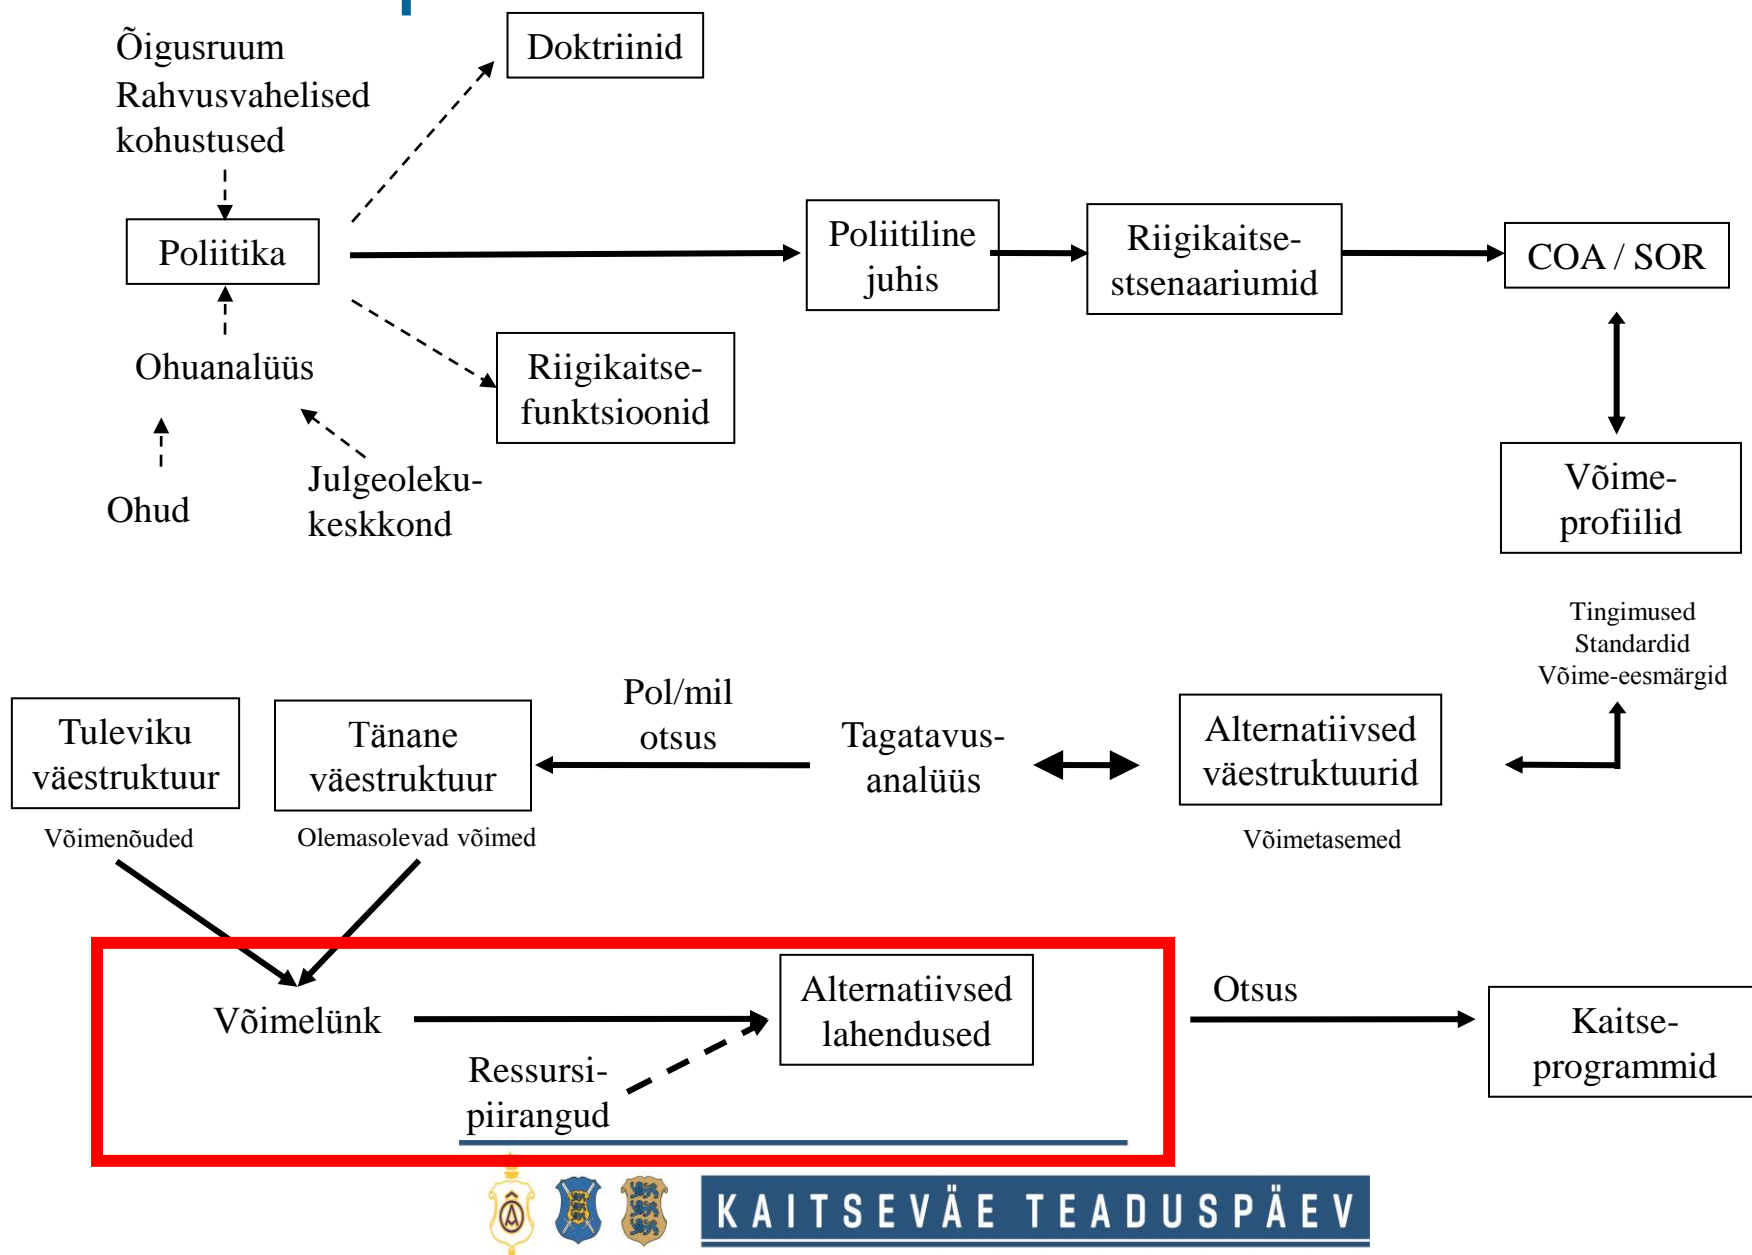 Õigusruum
Rahvusvahelised
kohustused
Doktriinid
Poliitika
Poliitiline
juhis
Riigikaitse-
stsenaariumid
COA / SOR
Ohuanalüüs
Riigikaitse-
funktsioonid
Ohud
Julgeoleku-
keskkond
Võime-
profiilid
Tingimused
Standardid
Võime-eesmärgid
Tuleviku
väestruktuur
Võimenõuded
Tänane
väestruktuur
Olemasolevad võimed
Pol/mil
otsus
Tagatavus-
analüüs
Alternatiivsed
väestruktuurid
Võimetasemed
Võimelünk
Ressursi-
piirangud
Alternatiivsed
lahendused
Otsus
Kaitse-
programmid
KAITSEVÄE TEADUSPÄEV